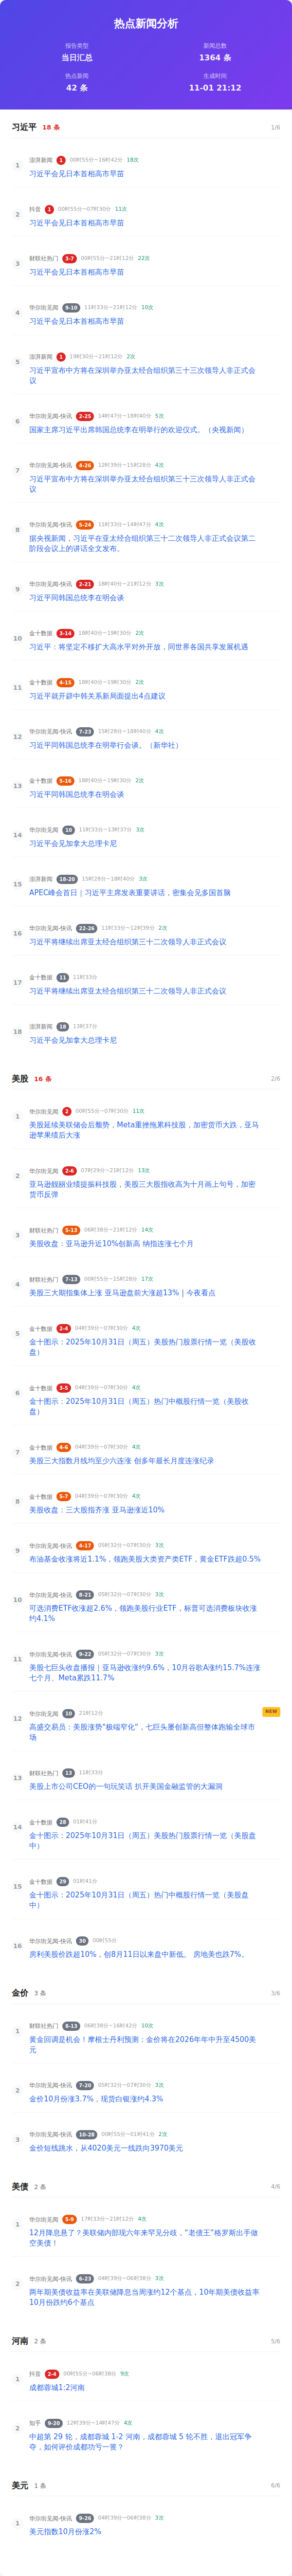 热点新闻分析
报告类型
新闻总数
当日汇总
1364 条
热点新闻
生成时间
42 条
11-01 21:12
习近平 18 条 1/6
1
澎湃新闻 1 00时55分~16时42分 18次
习近平会见日本首相高市早苗
2
抖音 1 00时55分~07时30分 11次
习近平会见日本首相高市早苗
3
财联社热门 3-7 00时55分~21时12分 22次
习近平会见日本首相高市早苗
4
华尔街见闻 9-10 11时33分~21时12分 10次
习近平会见日本首相高市早苗
5
澎湃新闻 1 19时30分~21时12分 2次
习近平宣布中方将在深圳举办亚太经合组织第三十三次领导人非正式会
议
6
华尔街见闻-快讯 2-25 14时47分~18时40分 5次
国家主席习近平出席韩国总统李在明举行的欢迎仪式。（央视新闻）
7
华尔街见闻-快讯 4-26 12时39分~15时28分 4次
习近平宣布中方将在深圳举办亚太经合组织第三十三次领导人非正式会
议
8
华尔街见闻-快讯 5-24 11时33分~14时47分 4次
据央视新闻，习近平在亚太经合组织第三十二次领导人非正式会议第二
阶段会议上的讲话全文发布。
9
华尔街见闻-快讯 2-21 18时40分~21时12分 3次
习近平同韩国总统李在明会谈
10
金十数据 3-14 18时40分~19时30分 2次
习近平：将坚定不移扩大高水平对外开放，同世界各国共享发展机遇
11
金十数据 4-15 18时40分~19时30分 2次
习近平就开辟中韩关系新局面提出4点建议
12
华尔街见闻-快讯 7-23 15时28分~18时40分 4次
习近平同韩国总统李在明举行会谈。（新华社）
13
金十数据 5-16 18时40分~19时30分 2次
习近平同韩国总统李在明会谈
14
华尔街见闻 10 11时33分~13时37分 3次
习近平会见加拿大总理卡尼
15
澎湃新闻 18-20 15时28分~18时40分 3次
APEC峰会首日｜习近平主席发表重要讲话，密集会见多国首脑
16
华尔街见闻-快讯 22-26 11时33分~12时39分 2次
习近平将继续出席亚太经合组织第三十二次领导人非正式会议
17
金十数据 11 11时33分
习近平将继续出席亚太经合组织第三十二次领导人非正式会议
18
澎湃新闻 18 13时37分
习近平会见加拿大总理卡尼
美股 16 条 2/6
1
华尔街见闻 2 00时55分~07时30分 11次
美股延续美联储会后颓势，Meta重挫拖累科技股，加密货币大跌，亚马
逊苹果绩后大涨
2
华尔街见闻 2-6 07时29分~21时12分 13次
亚马逊靓丽业绩提振科技股，美股三大股指收高为十月画上句号，加密
货币反弹
3
财联社热门 5-13 06时38分~21时12分 14次
美股收盘：亚马逊升近10%创新高 纳指连涨七个月
4
财联社热门 7-13 00时55分~15时28分 17次
美股三大期指集体上涨 亚马逊盘前大涨超13%丨今夜看点
5
金十数据 2-4 04时39分~07时30分 4次
金十图示：2025年10月31日（周五）美股热门股票行情一览（美股收
盘）
6
金十数据 3-5 04时39分~07时30分 4次
金十图示：2025年10月31日（周五）热门中概股行情一览（美股收
盘）
7
金十数据 4-6 04时39分~07时30分 4次
美股三大指数月线均至少六连涨 创多年最长月度连涨纪录
8
金十数据 5-7 04时39分~07时30分 4次
美股收盘：三大股指齐涨 亚马逊涨近10%
9
华尔街见闻-快讯 4-17 05时32分~07时30分 3次
布油基金收涨将近1.1%，领跑美股大类资产类ETF，黄金ETF跌超0.5%
10
华尔街见闻-快讯 8-21 05时32分~07时30分 3次
可选消费ETF收涨超2.6%，领跑美股行业ETF，标普可选消费板块收涨
约4.1%
11
华尔街见闻-快讯 9-22 05时32分~07时30分 3次
美股七巨头收盘播报｜亚马逊收涨约9.6%，10月谷歌A涨约15.7%连涨
七个月、Meta累跌11.7%
12
华尔街见闻 10 21时12分
NEW
高盛交易员：美股涨势"极端窄化"，七巨头屡创新高但整体跑输全球市
场
13
财联社热门 13 11时33分
美股上市公司CEO的一句玩笑话 扒开美国金融监管的大漏洞
14
金十数据 28 01时41分
金十图示：2025年10月31日（周五）美股热门股票行情一览（美股盘
中）
15
金十数据 29 01时41分
金十图示：2025年10月31日（周五）热门中概股行情一览（美股盘
中）
16
华尔街见闻-快讯 30 00时55分
房利美股价跌超10%，创8月11日以来盘中新低。 房地美也跌7%。
金价 3 条 3/6
1
财联社热门 8-13 06时38分~16时42分 10次
黄金回调是机会！摩根士丹利预测：金价将在2026年年中升至4500美
元
2
华尔街见闻-快讯 7-20 05时32分~07时30分 3次
金价10月份涨3.7%，现货白银涨约4.3%
3
华尔街见闻-快讯 10-28 00时55分~01时41分 2次
金价短线跳水，从4020美元一线跌向3970美元
美债 2 条 4/6
1
华尔街见闻 5-9 17时33分~21时12分 4次
12月降息悬了？美联储内部现六年来罕见分歧，"老债王"格罗斯出手做
空美债！
2
华尔街见闻-快讯 6-23 04时39分~06时38分 3次
两年期美债收益率在美联储降息当周涨约12个基点，10年期美债收益率
10月份跌约6个基点
河南 2 条 5/6
1
抖音 2-4 00时55分~06时38分 9次
成都蓉城1:2河南
2
知乎 9-20 12时39分~14时47分 4次
中超第 29 轮，成都蓉城 1-2 河南，成都蓉城 5 轮不胜，退出冠军争
夺，如何评价成都功亏一篑？
美元 1 条 6/6
1
华尔街见闻-快讯 9-26 04时39分~06时38分 3次
美元指数10月份涨2%